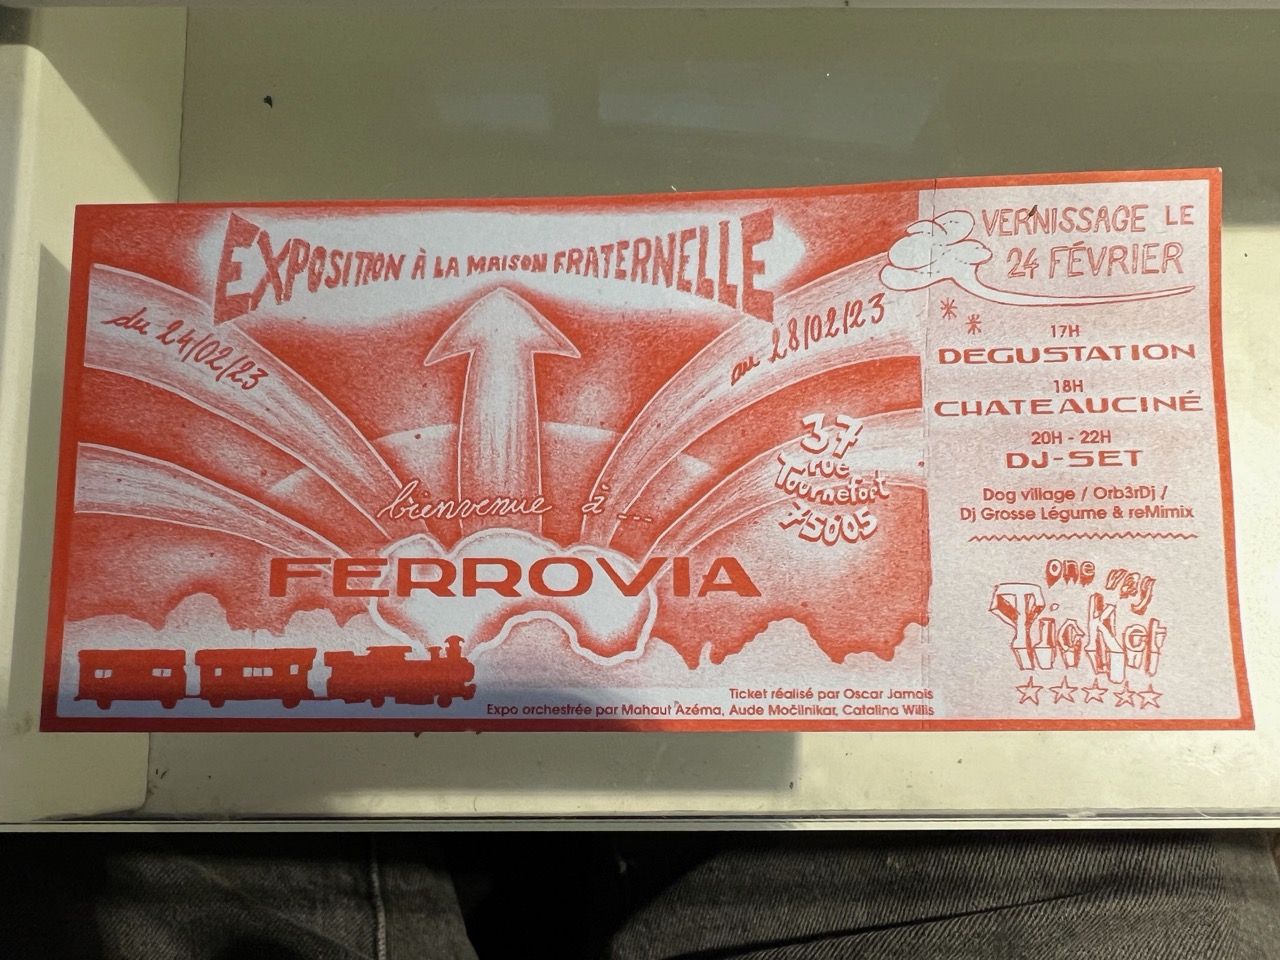 EXPOSITION À LA MAISON FRATERNELLE
du 24/02/23
au 28/02/23
37
rue
Tournefort
75005
bienvenue à ...
FERROVIA
Ticket réalisé par Oscar Jamois
Expo orchestrée par Mahaut Azéma, Aude Močilnikar, Catalina Willis
VERNISSAGE LE
24 FÉVRIER
17H
DEGUSTATION
18H
CHATEAUCINÉ
20H - 22H
DJ-SET
Dog village / Orb3rDj /
Dj Grosse Légume & reMimix
one way
Ticket